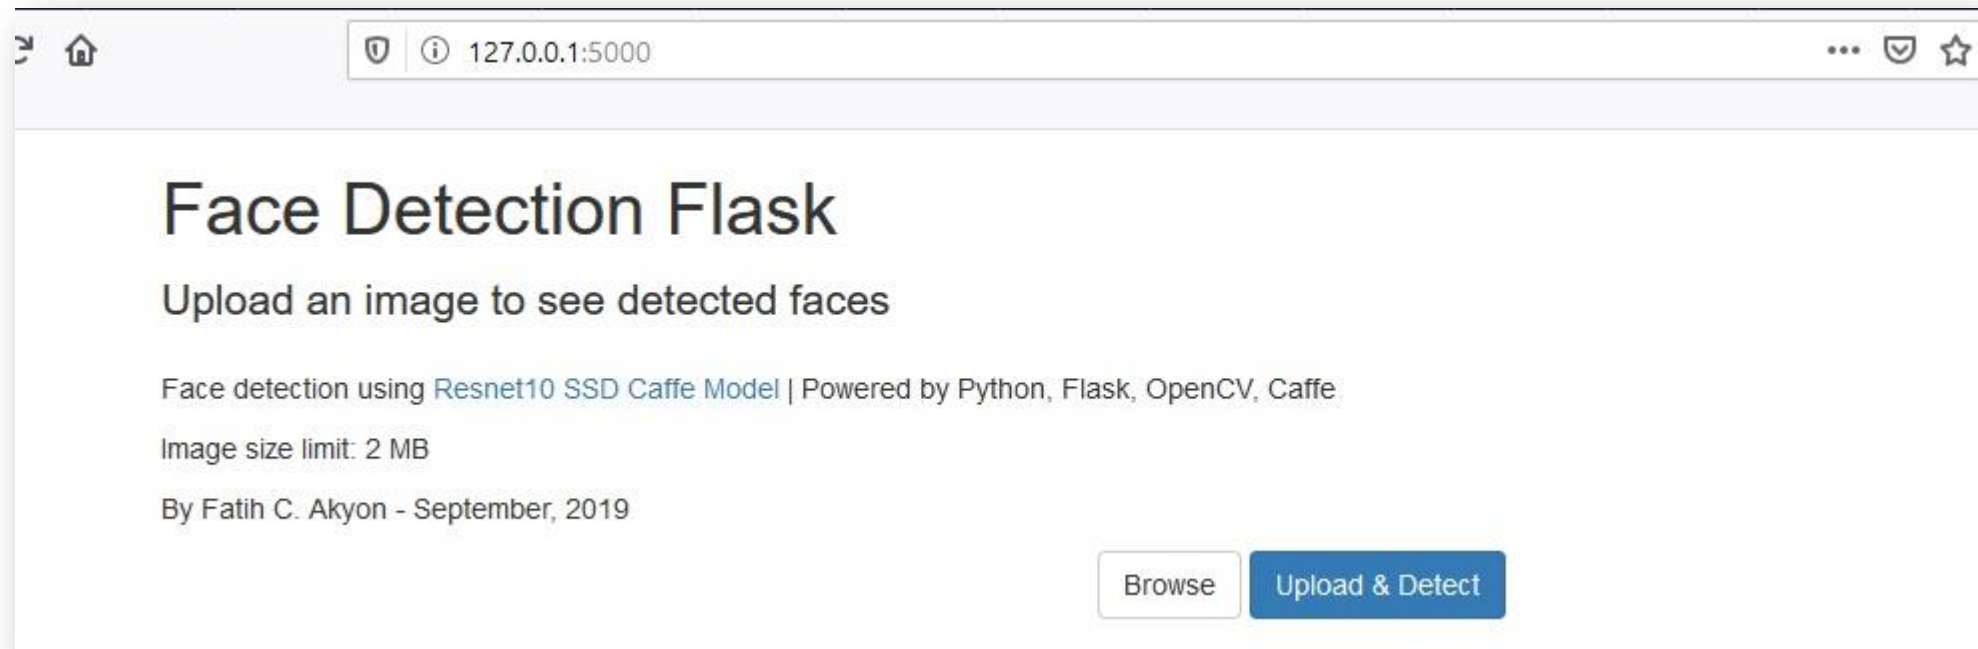 127.0.0.1:5000
Face Detection Flask
Upload an image to see detected faces
Face detection using Resnet10 SSD Caffe Model | Powered by Python, Flask, OpenCV, Caffe
Image size limit: 2 MB
By Fatih C. Akyon - September, 2019
Browse Upload & Detect